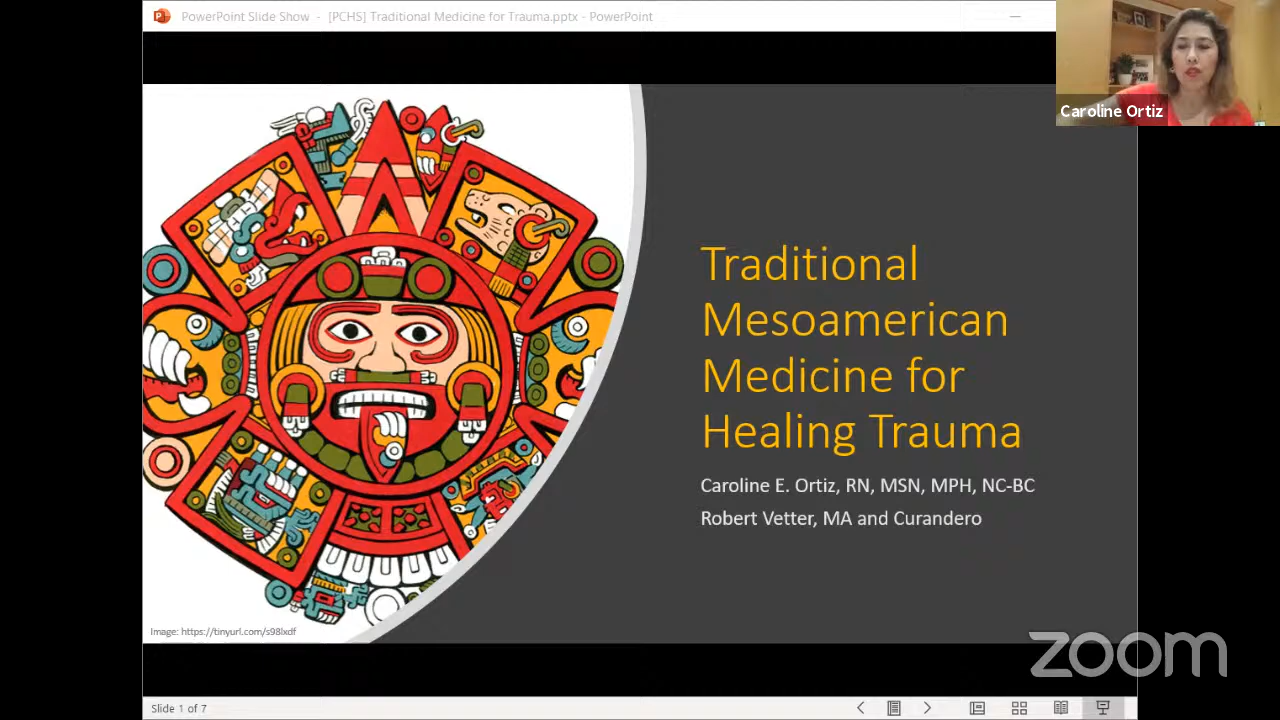 PowerPoint Slide Show - [PCHS] Traditional Medicine for Trauma.pptx - PowerPoint
Caroline Ortiz
Traditional
Mesoamerican
Medicine for
Healing Trauma
Caroline E. Ortiz, RN, MSN, MPH, NC-BC
Robert Vetter, MA and Curandero
Image: https://tinyurl.com/s98lxdf
zoom
Slide 1 of 7